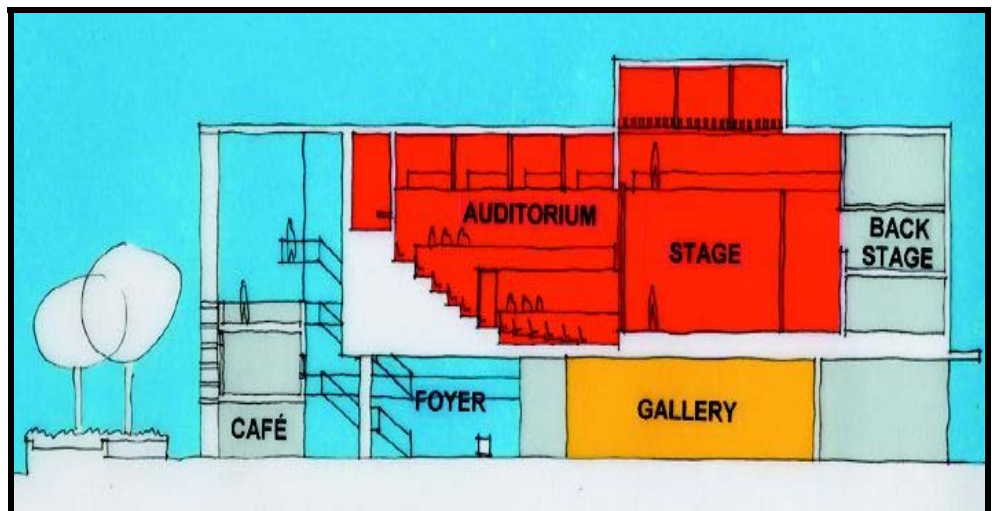 AUDITORIUM
STAGE
BACK
STAGE
CAFÉ
FOYER
GALLERY